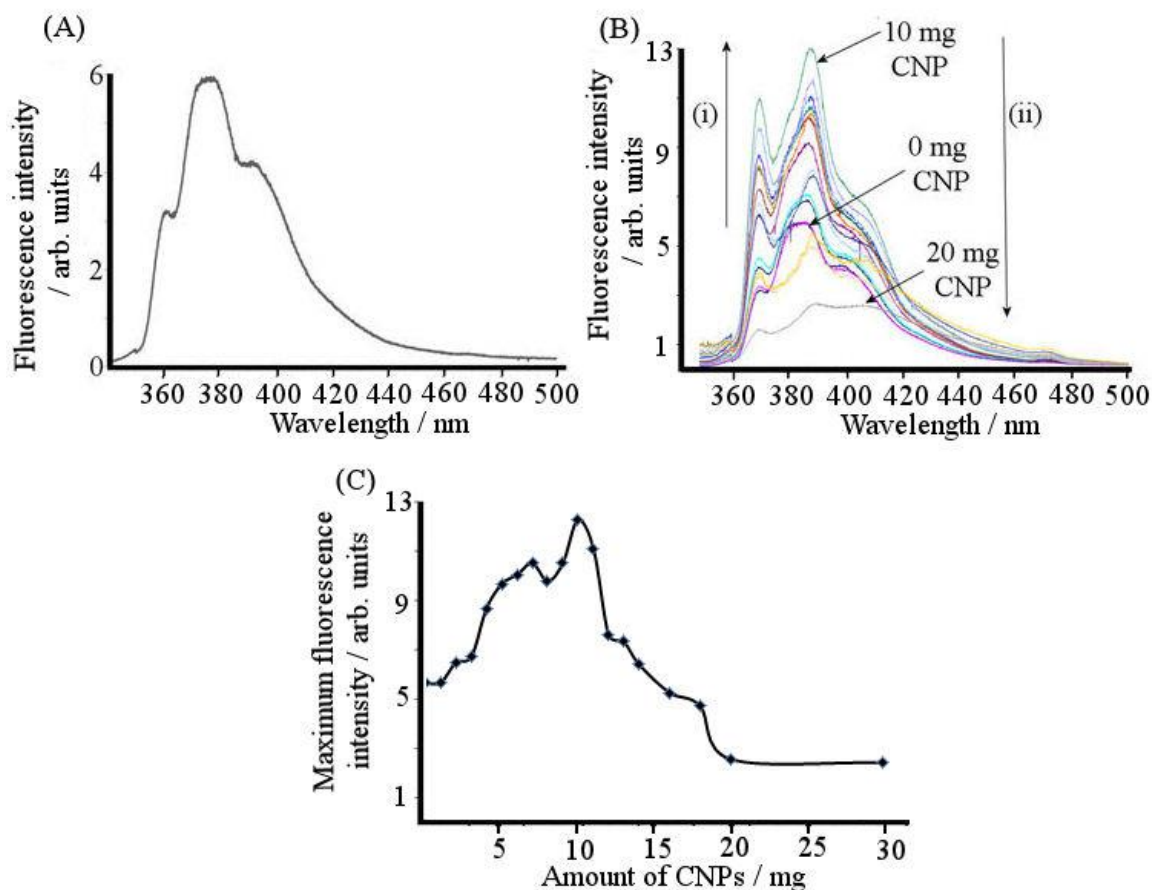 (A)
Fluorescence intensity
/ arb. units
6
4
2
0
360 380 400 420 440 460 480 500
Wavelength / nm
(B)
Fluorescence intensity
/ arb. units
13
9
5
1
(i)
10 mg
CNP
0 mg
CNP
20 mg
CNP
(ii)
360 380 400 420 440 460 480 500
Wavelength / nm
(C)
Maximum fluorescence
intensity / arb. units
13
9
5
1
5 10 15 20 25 30
Amount of CNPs / mg